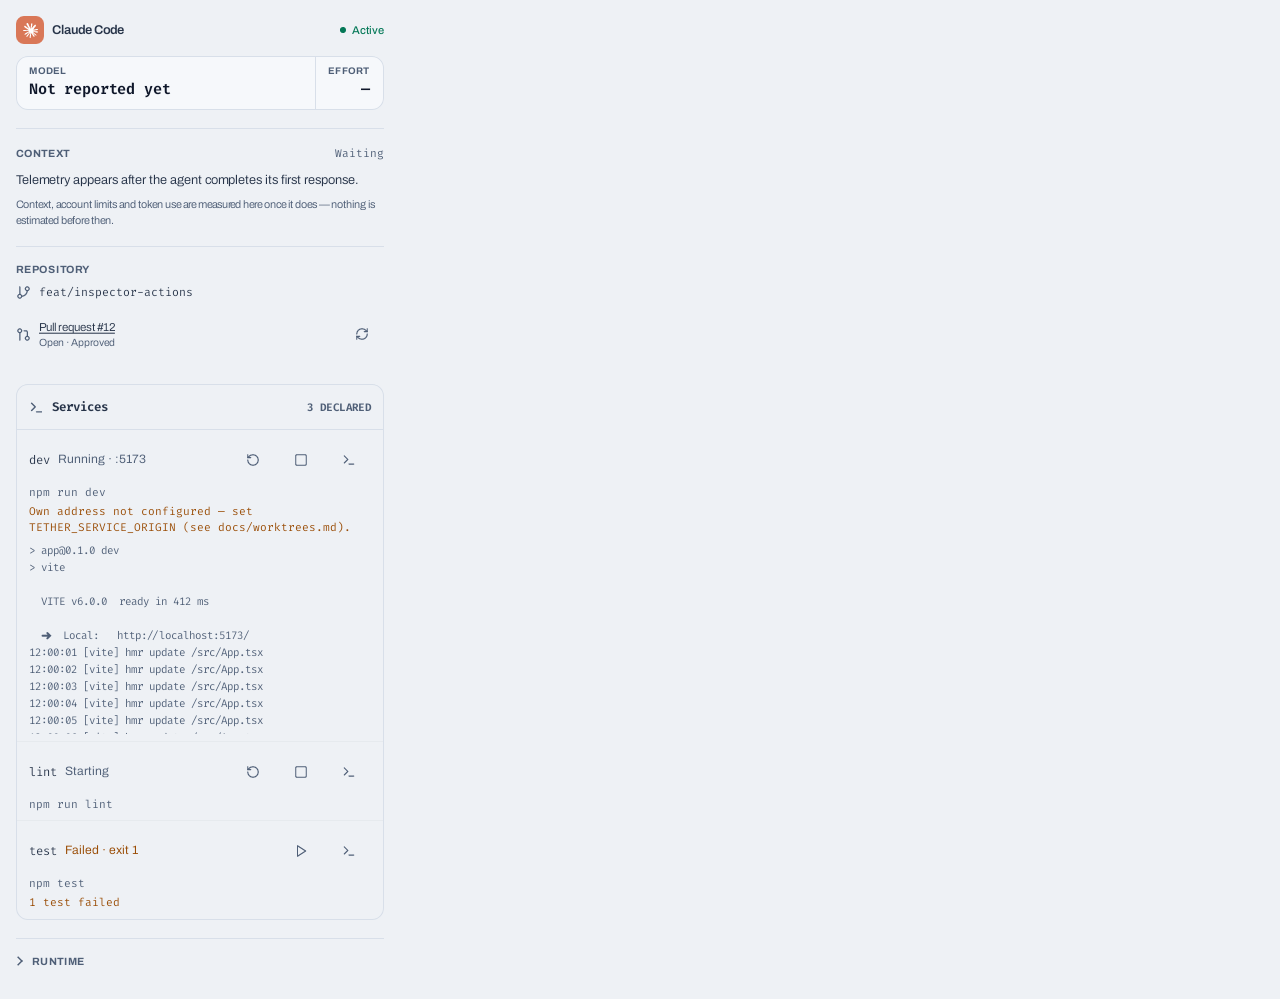 Claude Code
Active
MODEL
EFFORT
Not reported yet
—
CONTEXT
Waiting
Telemetry appears after the agent completes its first response.
Context, account limits and token use are measured here once it does — nothing is
estimated before then.
REPOSITORY
feat/inspector-actions
Pull request #12
Open · Approved
Services
3 DECLARED
dev Running · :5173
npm run dev
Own address not configured — set
TETHER_SERVICE_ORIGIN (see docs/worktrees.md).
> app@0.1.0 dev
> vite
VITE v6.0.0  ready in 412 ms
➜  Local:   http://localhost:5173/
12:00:01 [vite] hmr update /src/App.tsx
12:00:02 [vite] hmr update /src/App.tsx
12:00:03 [vite] hmr update /src/App.tsx
12:00:04 [vite] hmr update /src/App.tsx
12:00:05 [vite] hmr update /src/App.tsx
lint Starting
npm run lint
test Failed · exit 1
npm test
1 test failed
RUNTIME